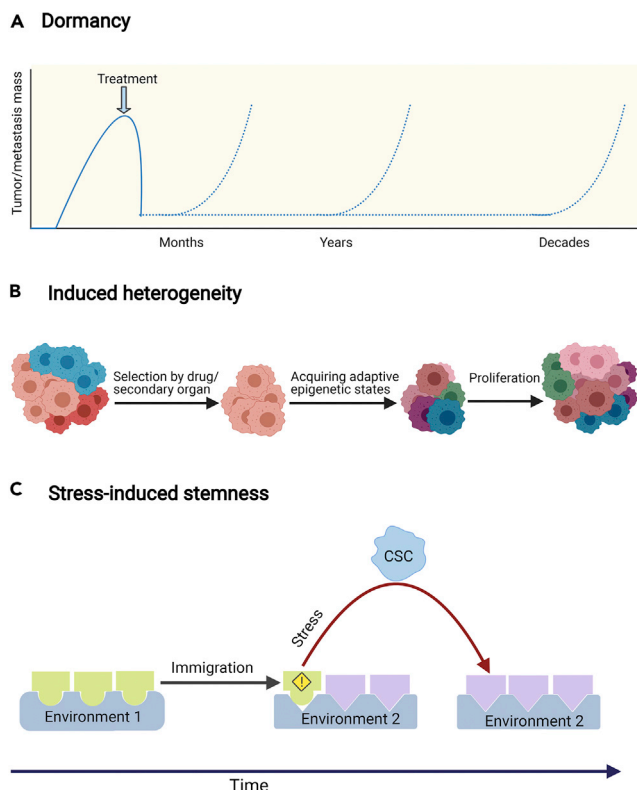 A Dormancy
Treatment
Tumor/metastasis mass
Months Years Decades
B Induced heterogeneity
Selection by drug/
secondary organ
Acquiring adaptive
epigenetic states
Proliferation
C Stress-induced stemness
CSC
Stress
Immigration
!
Environment 1 Environment 2 Environment 2
Time